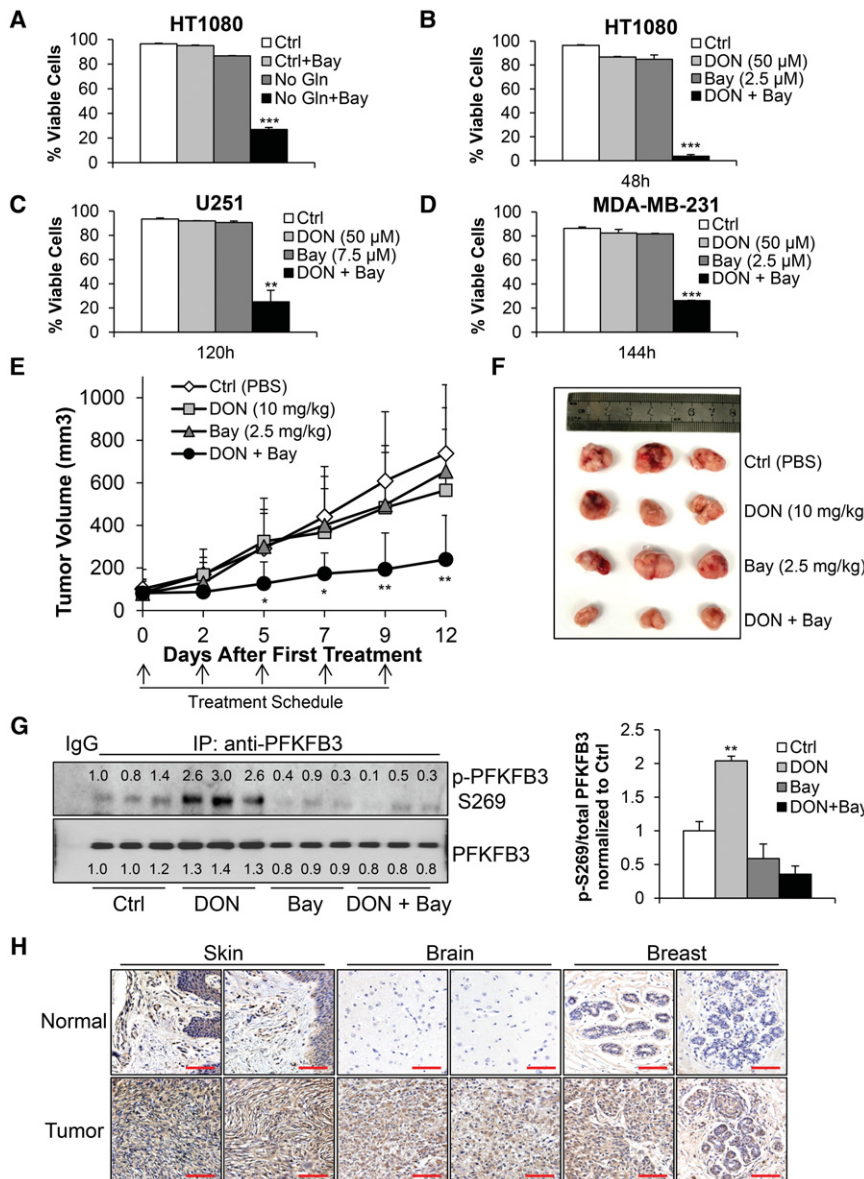 A
HT1080
% Viable Cells
100
80
60
40
20
0
Ctrl
Ctrl+Bay
No Gln
No Gln+Bay
***
B
HT1080
% Viable Cells
100
80
60
40
20
0
Ctrl
DON (50 µM)
Bay (2.5 µM)
DON + Bay
***
48h
C
U251
% Viable Cells
100
80
60
40
20
0
Ctrl
DON (50 µM)
Bay (7.5 µM)
DON + Bay
**
120h
D
MDA-MB-231
% Viable Cells
100
80
60
40
20
0
Ctrl
DON (50 µM)
Bay (2.5 µM)
DON + Bay
***
144h
E
Tumor Volume (mm3)
1000
800
600
400
200
0
Ctrl (PBS)
DON (10 mg/kg)
Bay (2.5 mg/kg)
DON + Bay
* * ** **
0 2 5 7 9 12
Days After First Treatment
Treatment Schedule
F
Ctrl (PBS)
DON (10 mg/kg)
Bay (2.5 mg/kg)
DON + Bay
G
IgG IP: anti-PFKFB3
1.0 0.8 1.4 2.6 3.0 2.6 0.4 0.9 0.3 0.1 0.5 0.3
p-PFKFB3
S269
PFKFB3
1.0 1.0 1.2 1.3 1.4 1.3 0.8 0.9 0.9 0.8 0.8 0.8
Ctrl DON Bay DON + Bay
p-S269/total PFKFB3
normalized to Ctrl
2.5
2
1.5
1
0.5
0
**
Ctrl
DON
Bay
DON+Bay
H
Skin Brain Breast
Normal
Tumor